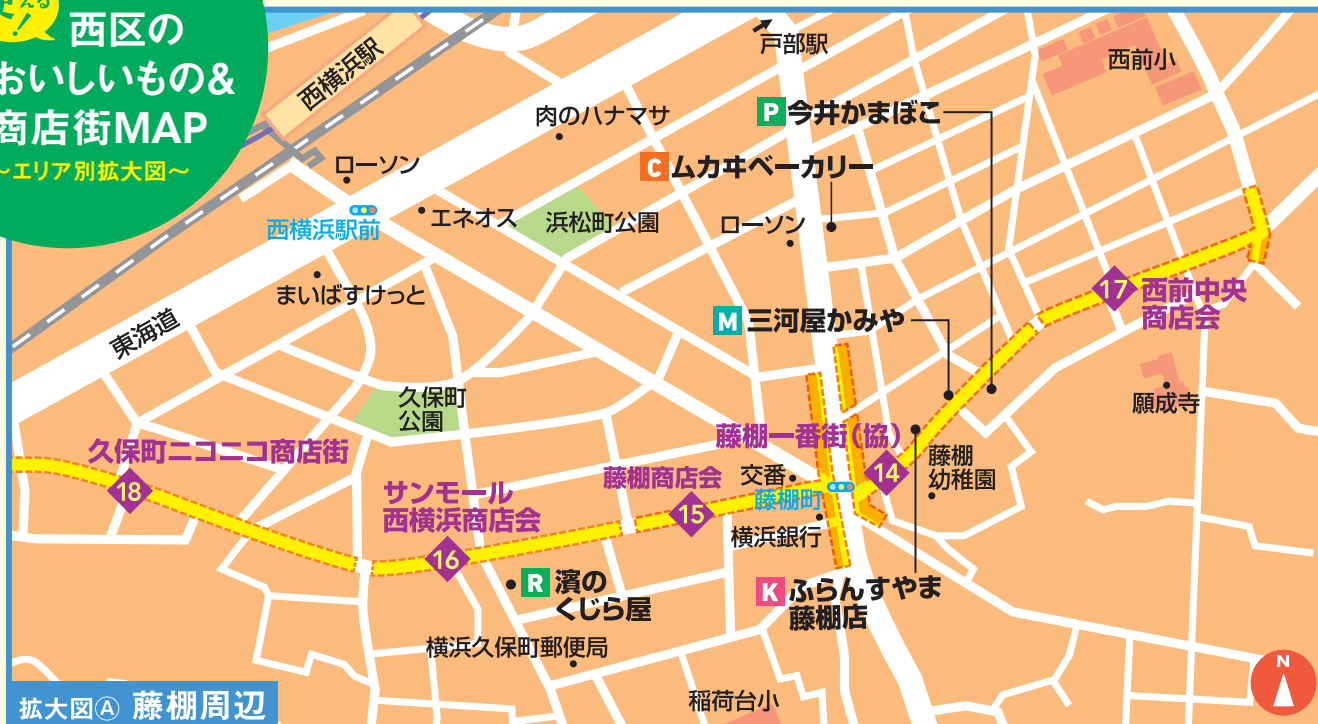 える!
西区の
おいしいもの&
商店街MAP
~エリア別拡大図~
西横浜駅
戸部駅
西前小
肉のハナマサ
P 今井かまぼこ
C ムカヰベーカリー
ローソン
エネオス
浜松町公園
ローソン
西横浜駅前
まいばすけっと
東海道
17 西前中央
商店会
M 三河屋かみや
願成寺
久保町
公園
久保町ニコニコ商店街
18
藤棚一番街(協)
14
藤棚
幼稚園
交番
藤棚町
藤棚商店会
15
サンモール
西横浜商店会
16
横浜銀行
R 濱の
くじら屋
K ふらんすやま
藤棚店
横浜久保町郵便局
稲荷台小
拡大図Ⓐ 藤棚周辺
N